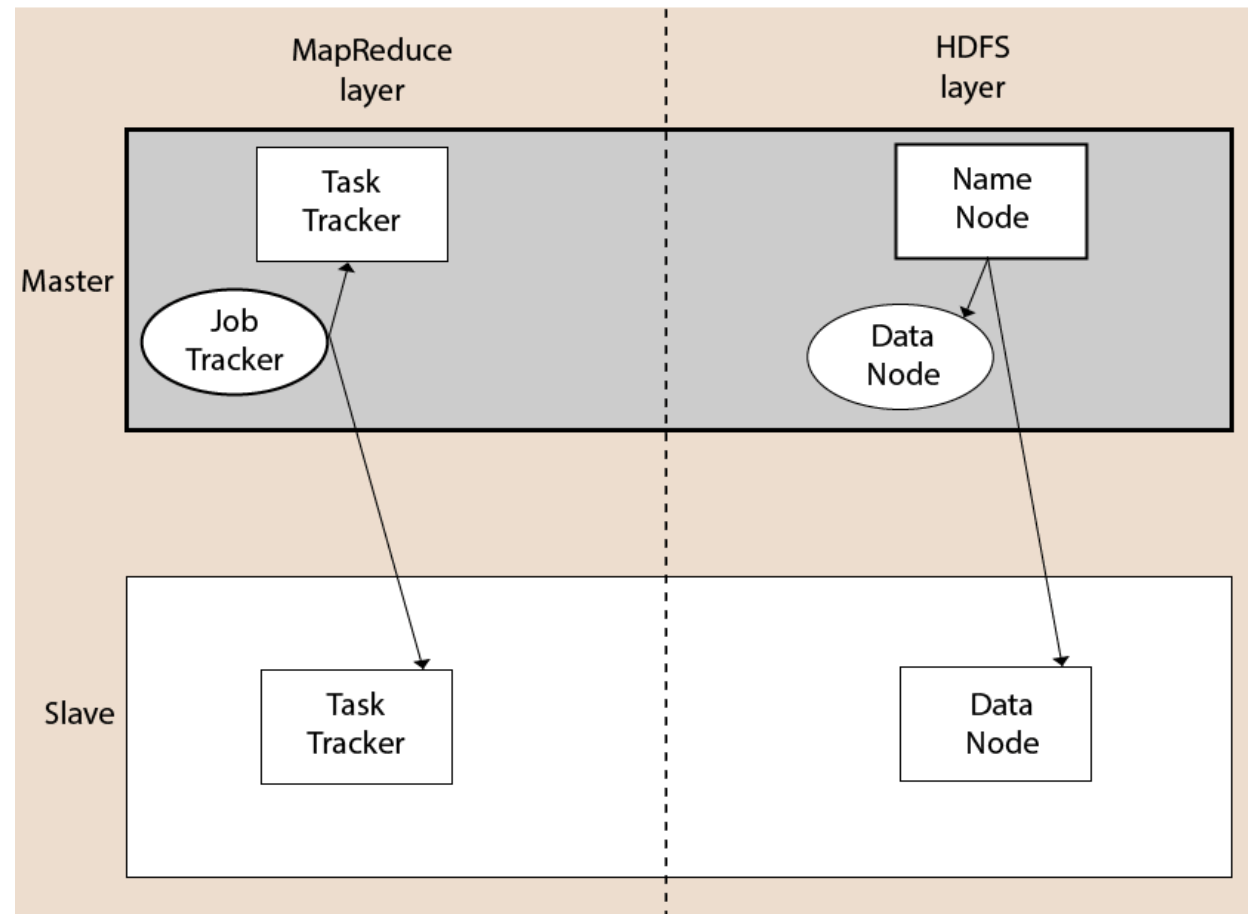 MapReduce
layer
HDFS
layer
Master
Task
Tracker
Job
Tracker
Name
Node
Data
Node
Slave
Task
Tracker
Data
Node